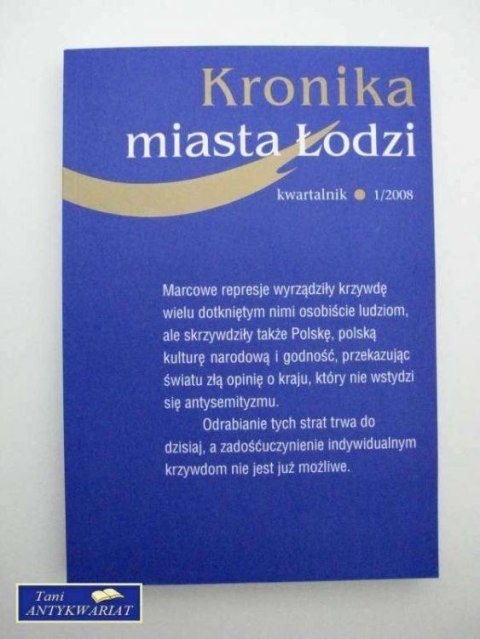 Kronika
miasta Łodzi
kwartalnik ● 1/2008
Marcowe represje wyrządziły krzywdę
wielu dotkniętym nimi osobiście ludziom,
ale skrzywdziły także Polskę, polską
kulturę narodową i godność, przekazując
światu złą opinię o kraju, który nie wstydzi
się antysemityzmu.
Odrabianie tych strat trwa do
dzisiaj, a zadośćuczynienie indywidualnym
krzywdom nie jest już możliwe.
Tani
ANTYKWARIAT